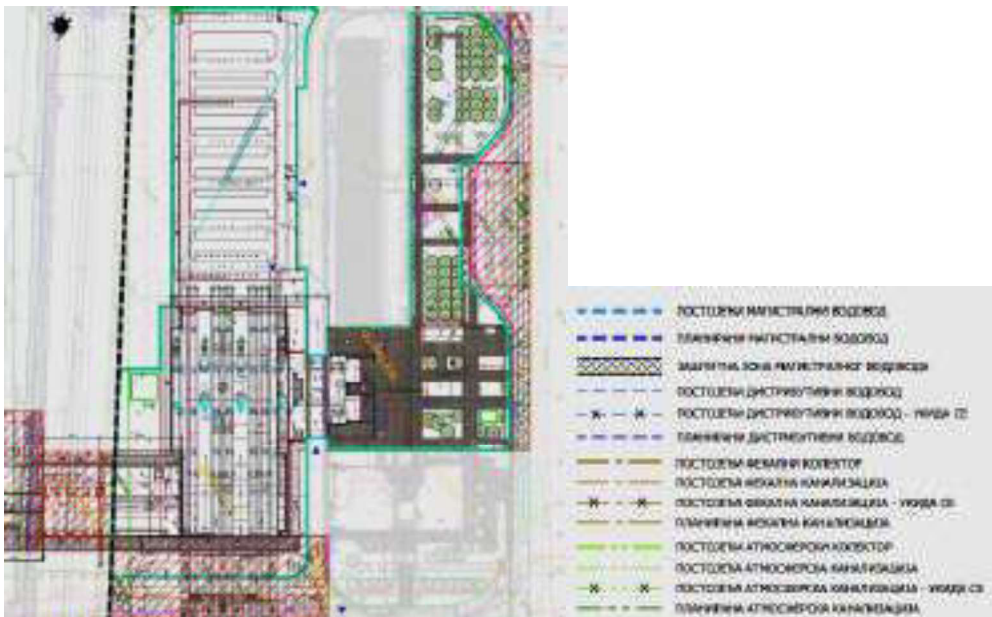 ПОСТОЈЕЋИ МАГИСТРАЛНИ ВОДОВОД
ПЛАНИРАНИ МАГИСТРАЛНИ ВОДОВОД
ЗАШТИТНА ЗОНА МАГИСТРАЛНОГ ВОДОВОДА
ПОСТОЈЕЋИ ДИСТРИБУТИВНИ ВОДОВОД
ПОСТОЈЕЋИ ДИСТРИБУТИВНИ ВОДОВОД - УКИДА СЕ
ПЛАНИРАНИ ДИСТРИБУТИВНИ ВОДОВОД
ПОСТОЈЕЋИ ФЕКАЛНИ КОЛЕКТОР
ПОСТОЈЕЋА ФЕКАЛНА КАНАЛИЗАЦИЈА
ПОСТОЈЕЋА ФЕКАЛНА КАНАЛИЗАЦИЈА - УКИДА СЕ
ПЛАНИРАНА ФЕКАЛНА КАНАЛИЗАЦИЈА
ПОСТОЈЕЋИ АТМОСФЕРСКИ КОЛЕКТОР
ПОСТОЈЕЋА АТМОСФЕРСКА КАНАЛИЗАЦИЈА
ПОСТОЈЕЋА АТМОСФЕРСКА КАНАЛИЗАЦИЈА - УКИДА СЕ
ПЛАНИРАНА АТМОСФЕРСКА КАНАЛИЗАЦИЈА